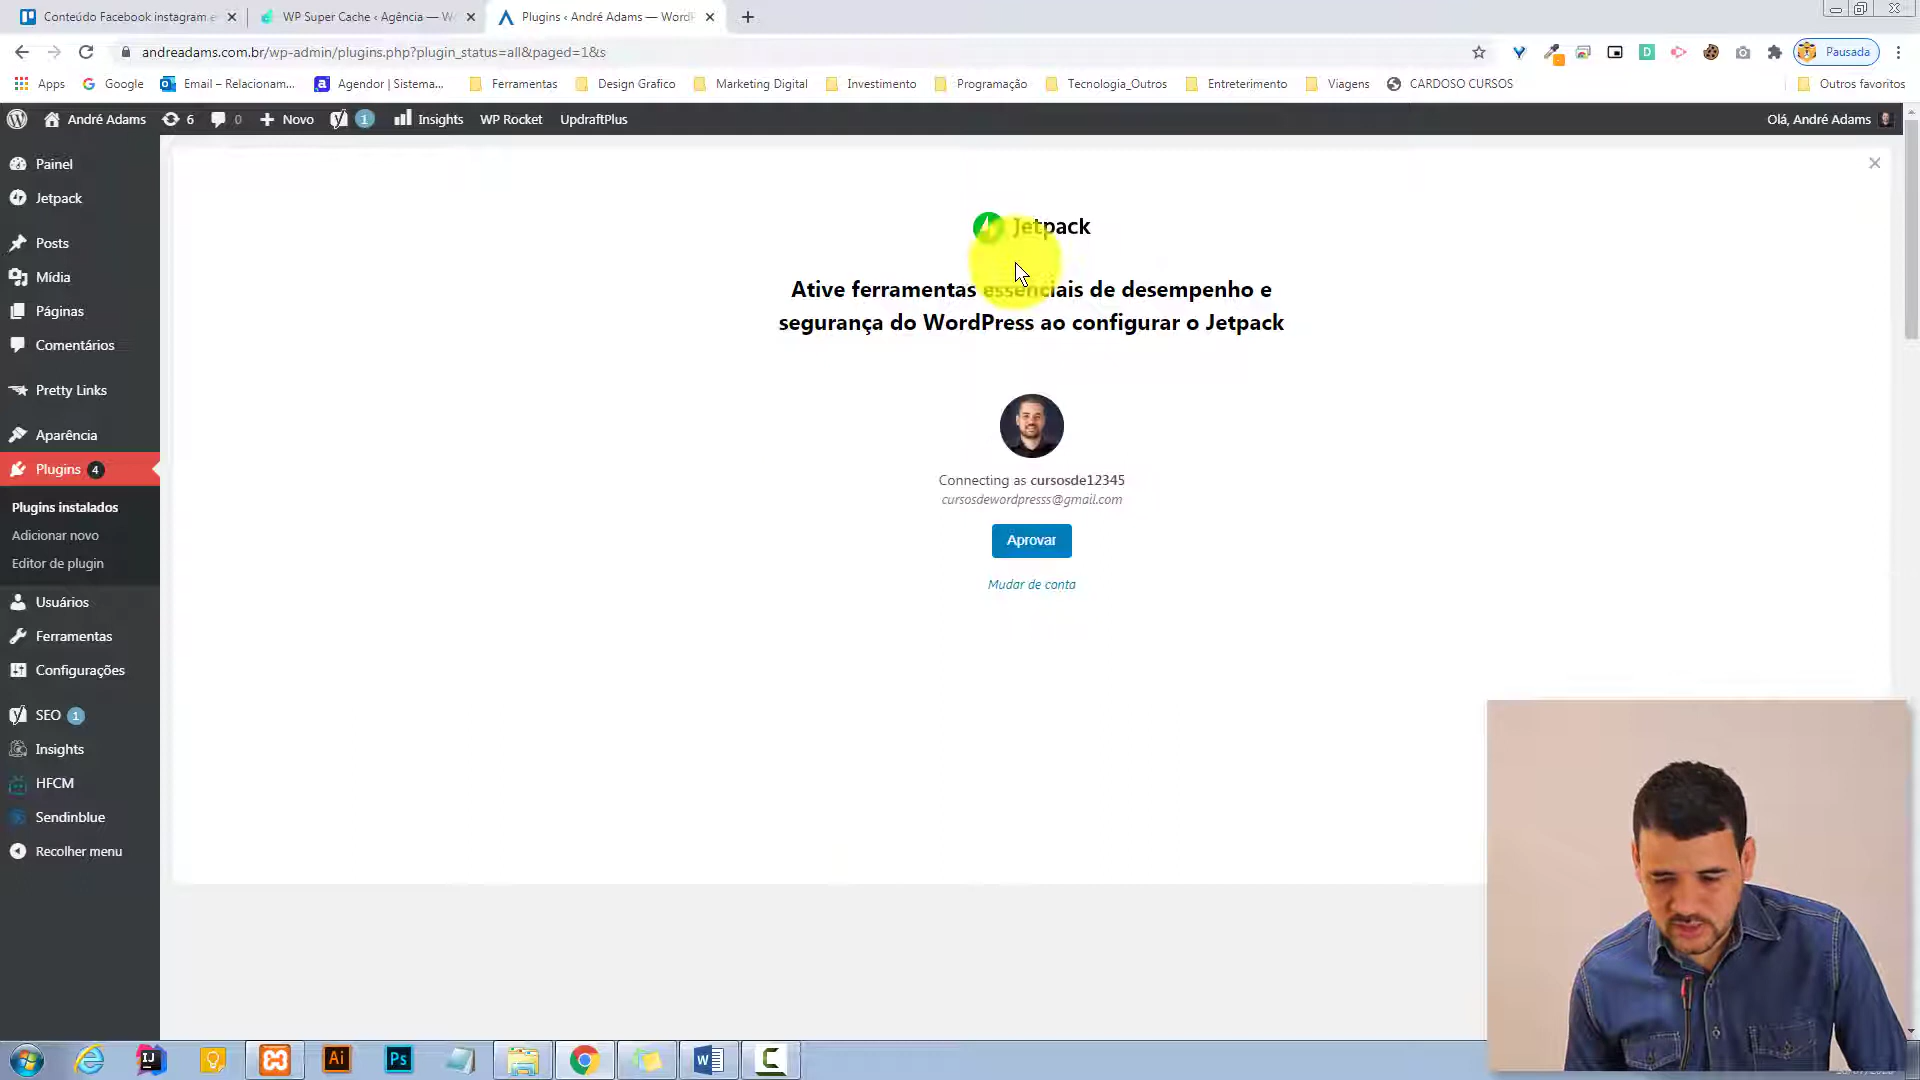 Conteúdo Facebook instagram e
WP Super Cache ‹ Agência — W
Plugins ‹ André Adams — WordP
andreadams.com.br/wp-admin/plugins.php?plugin_status=all&paged=1&s
Pausada
Apps
Google
Email – Relacionam...
Agendor | Sistema...
Ferramentas
Design Grafico
Marketing Digital
Investimento
Programação
Tecnologia_Outros
Entreterimento
Viagens
CARDOSO CURSOS
Outros favoritos
André Adams
6
0
Novo
1
Insights
WP Rocket
UpdraftPlus
Olá, André Adams
Painel
Jetpack
Posts
Mídia
Páginas
Comentários
Pretty Links
Aparência
Plugins 4
Plugins instalados
Adicionar novo
Editor de plugin
Usuários
Ferramentas
Configurações
SEO 1
Insights
HFCM
Sendinblue
Recolher menu
Jetpack
Ative ferramentas essenciais de desempenho e
segurança do WordPress ao configurar o Jetpack
Connecting as cursosde12345
cursosdewordpresss@gmail.com
Aprovar
Mudar de conta